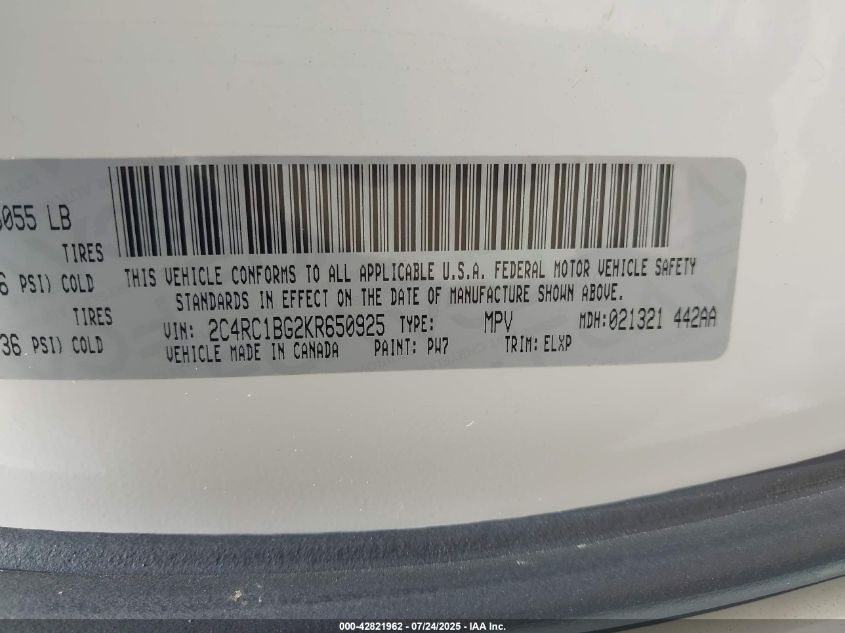 6055 LB
TIRES
6 PSI) COLD
TIRES
36 PSI) COLD
THIS VEHICLE CONFORMS TO ALL APPLICABLE U.S.A. FEDERAL MOTOR VEHICLE SAFETY
STANDARDS IN EFFECT ON THE DATE OF MANUFACTURE SHOWN ABOVE.
VIN: 2C4RC1BG2KR650925 TYPE: MPV MDH:021321 442AA
VEHICLE MADE IN CANADA PAINT: PW7 TRIM: ELXP
000-42821962 - 07/24/2025 - IAA Inc.